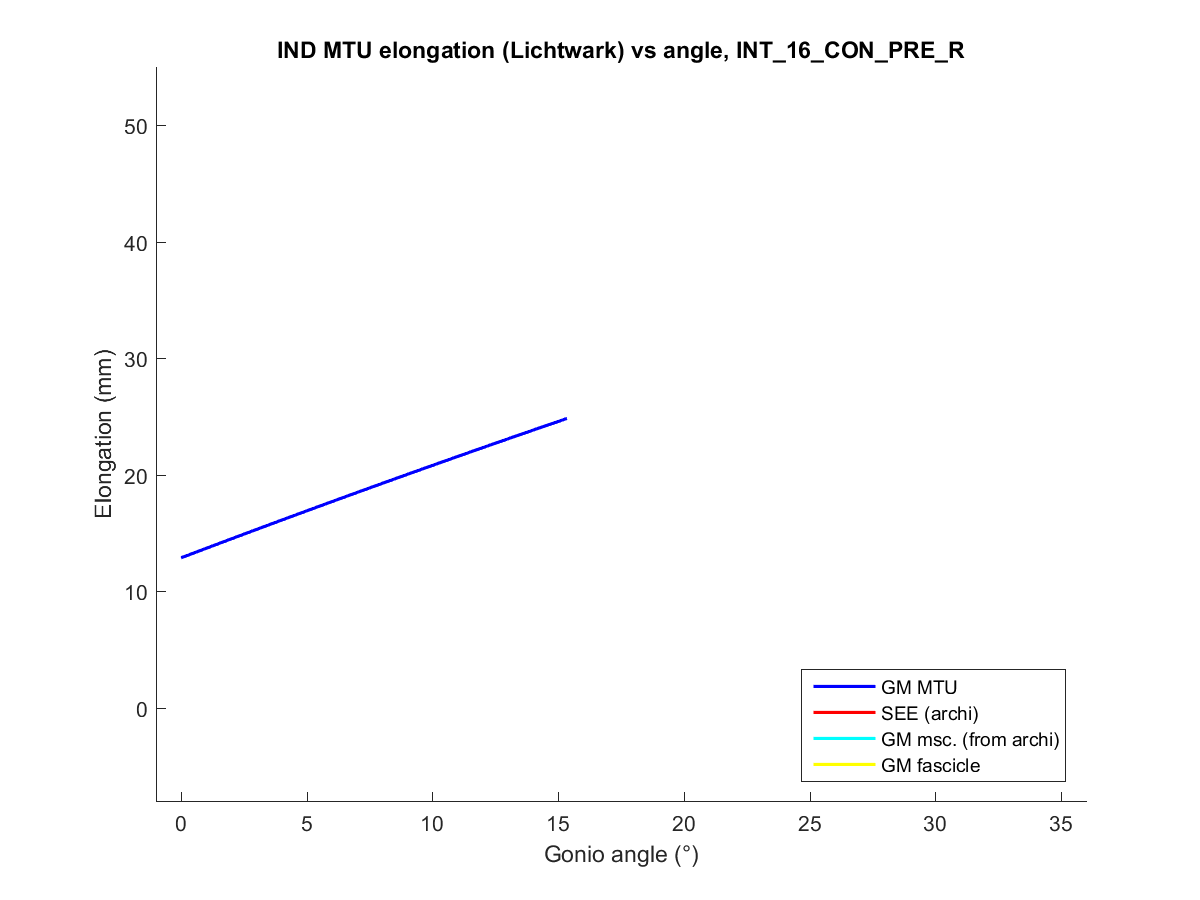 IND MTU elongation (Lichtwark) vs angle, INT_16_CON_PRE_R
50
40
30
20
10
0
Elongation (mm)
GM MTU
SEE (archi)
GM msc. (from archi)
GM fascicle
0 5 10 15 20 25 30 35
Gonio angle (°)